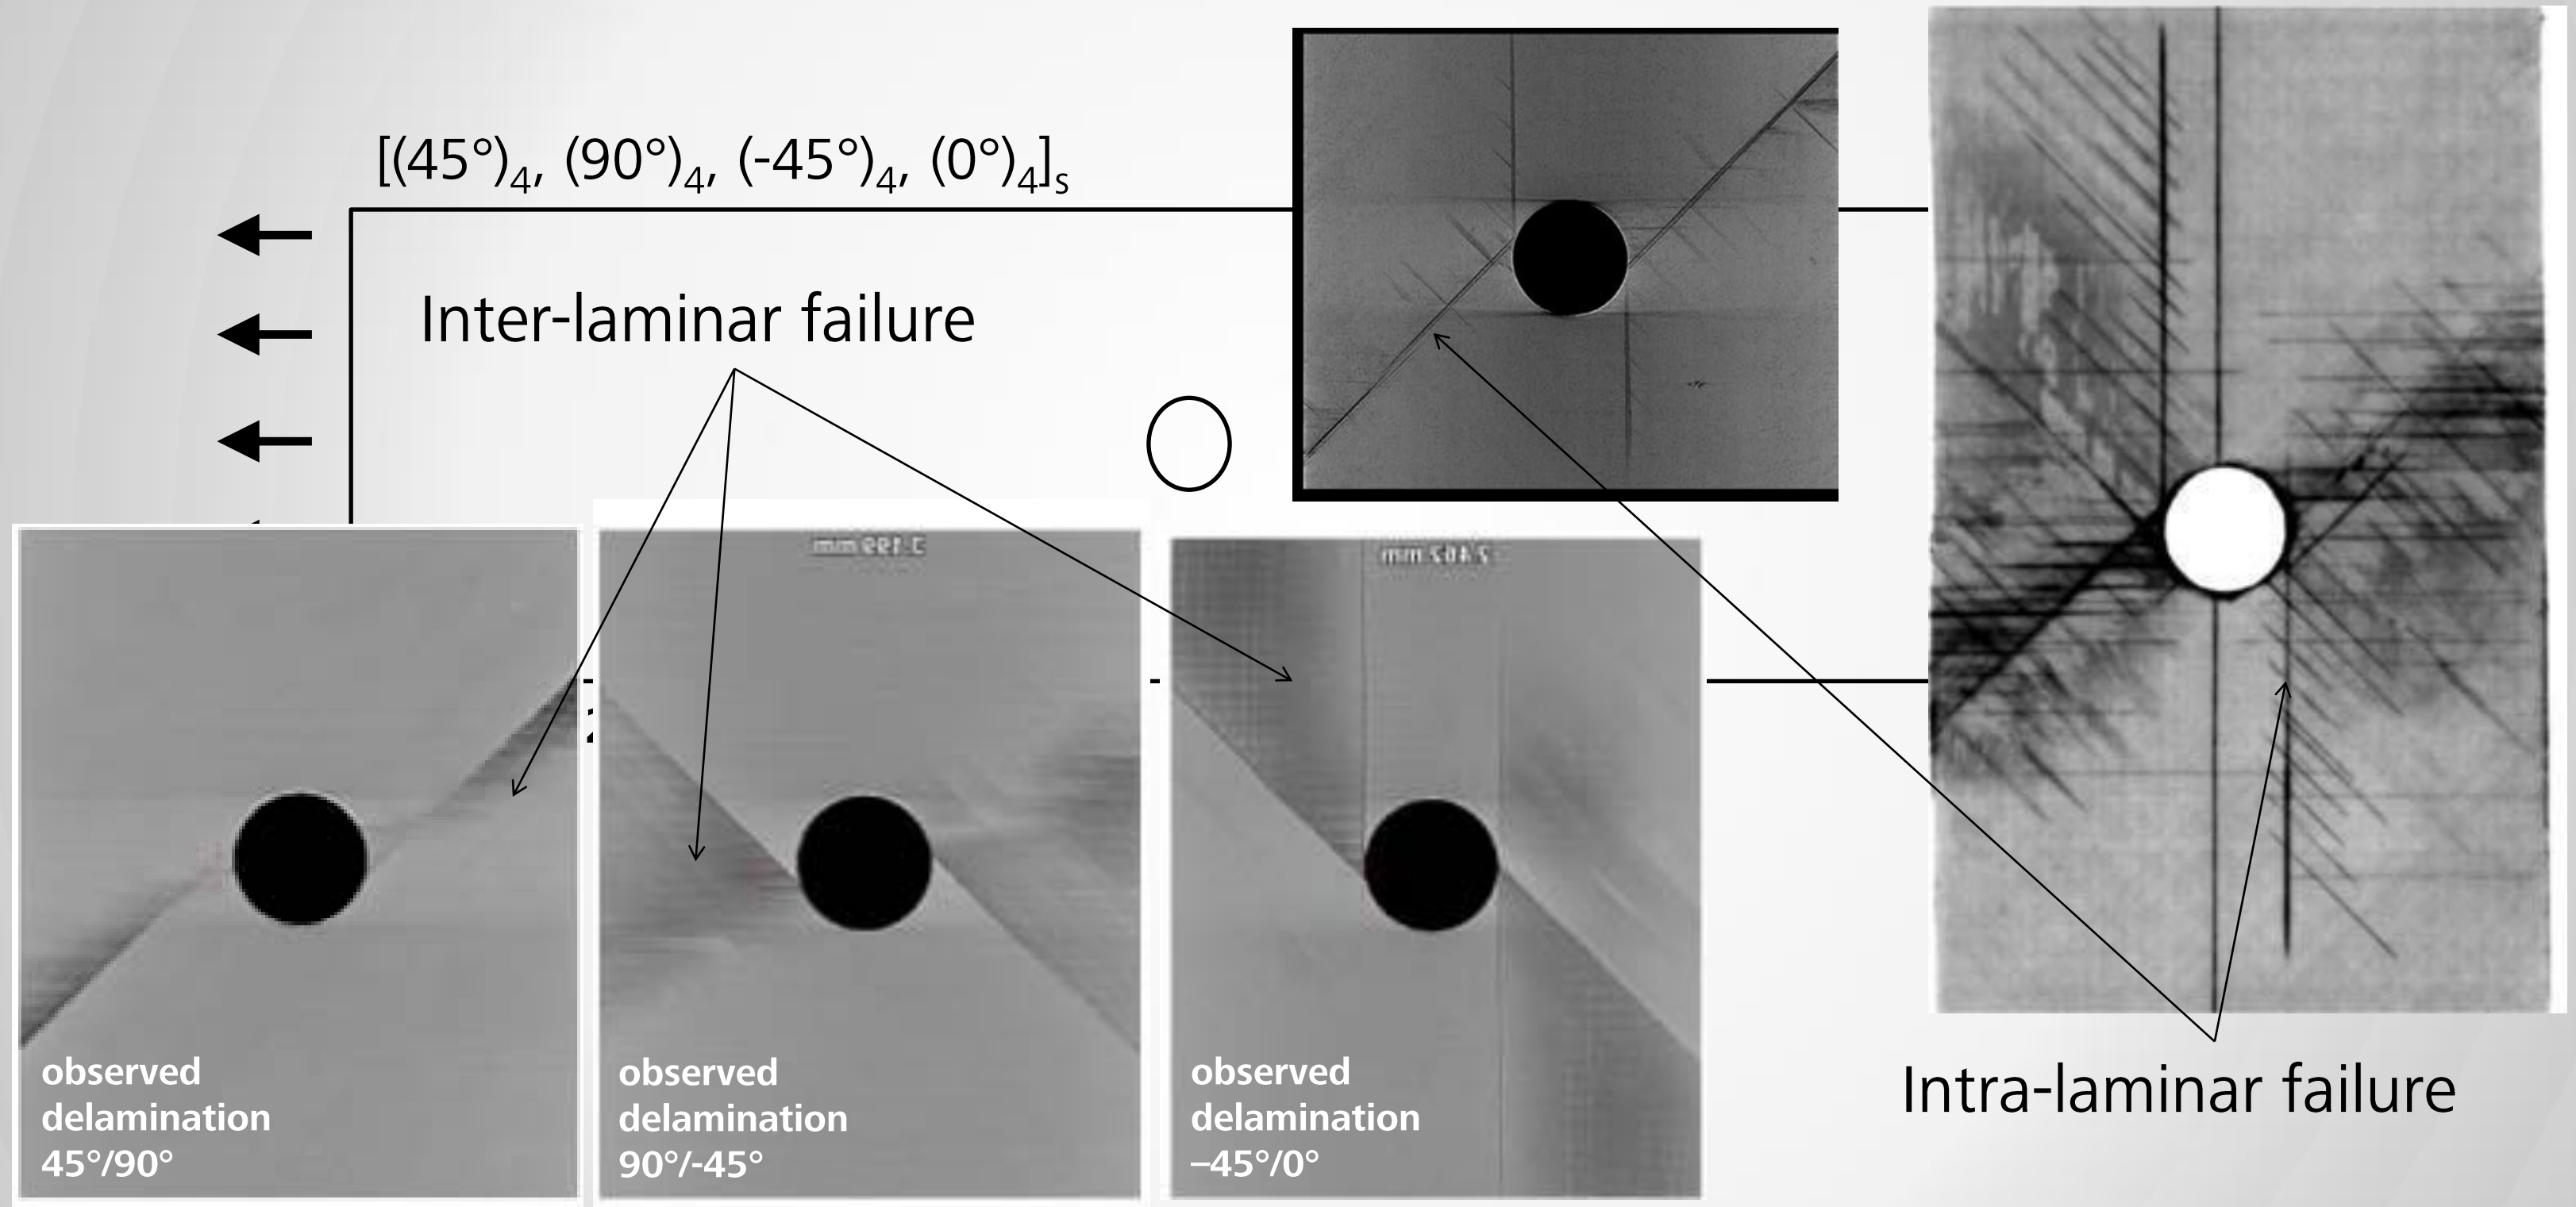 [(45°)4, (90°)4, (-45°)4, (0°)4]s
Inter-laminar failure
observed
delamination
45°/90°
observed
delamination
90°/-45°
observed
delamination
–45°/0°
Intra-laminar failure